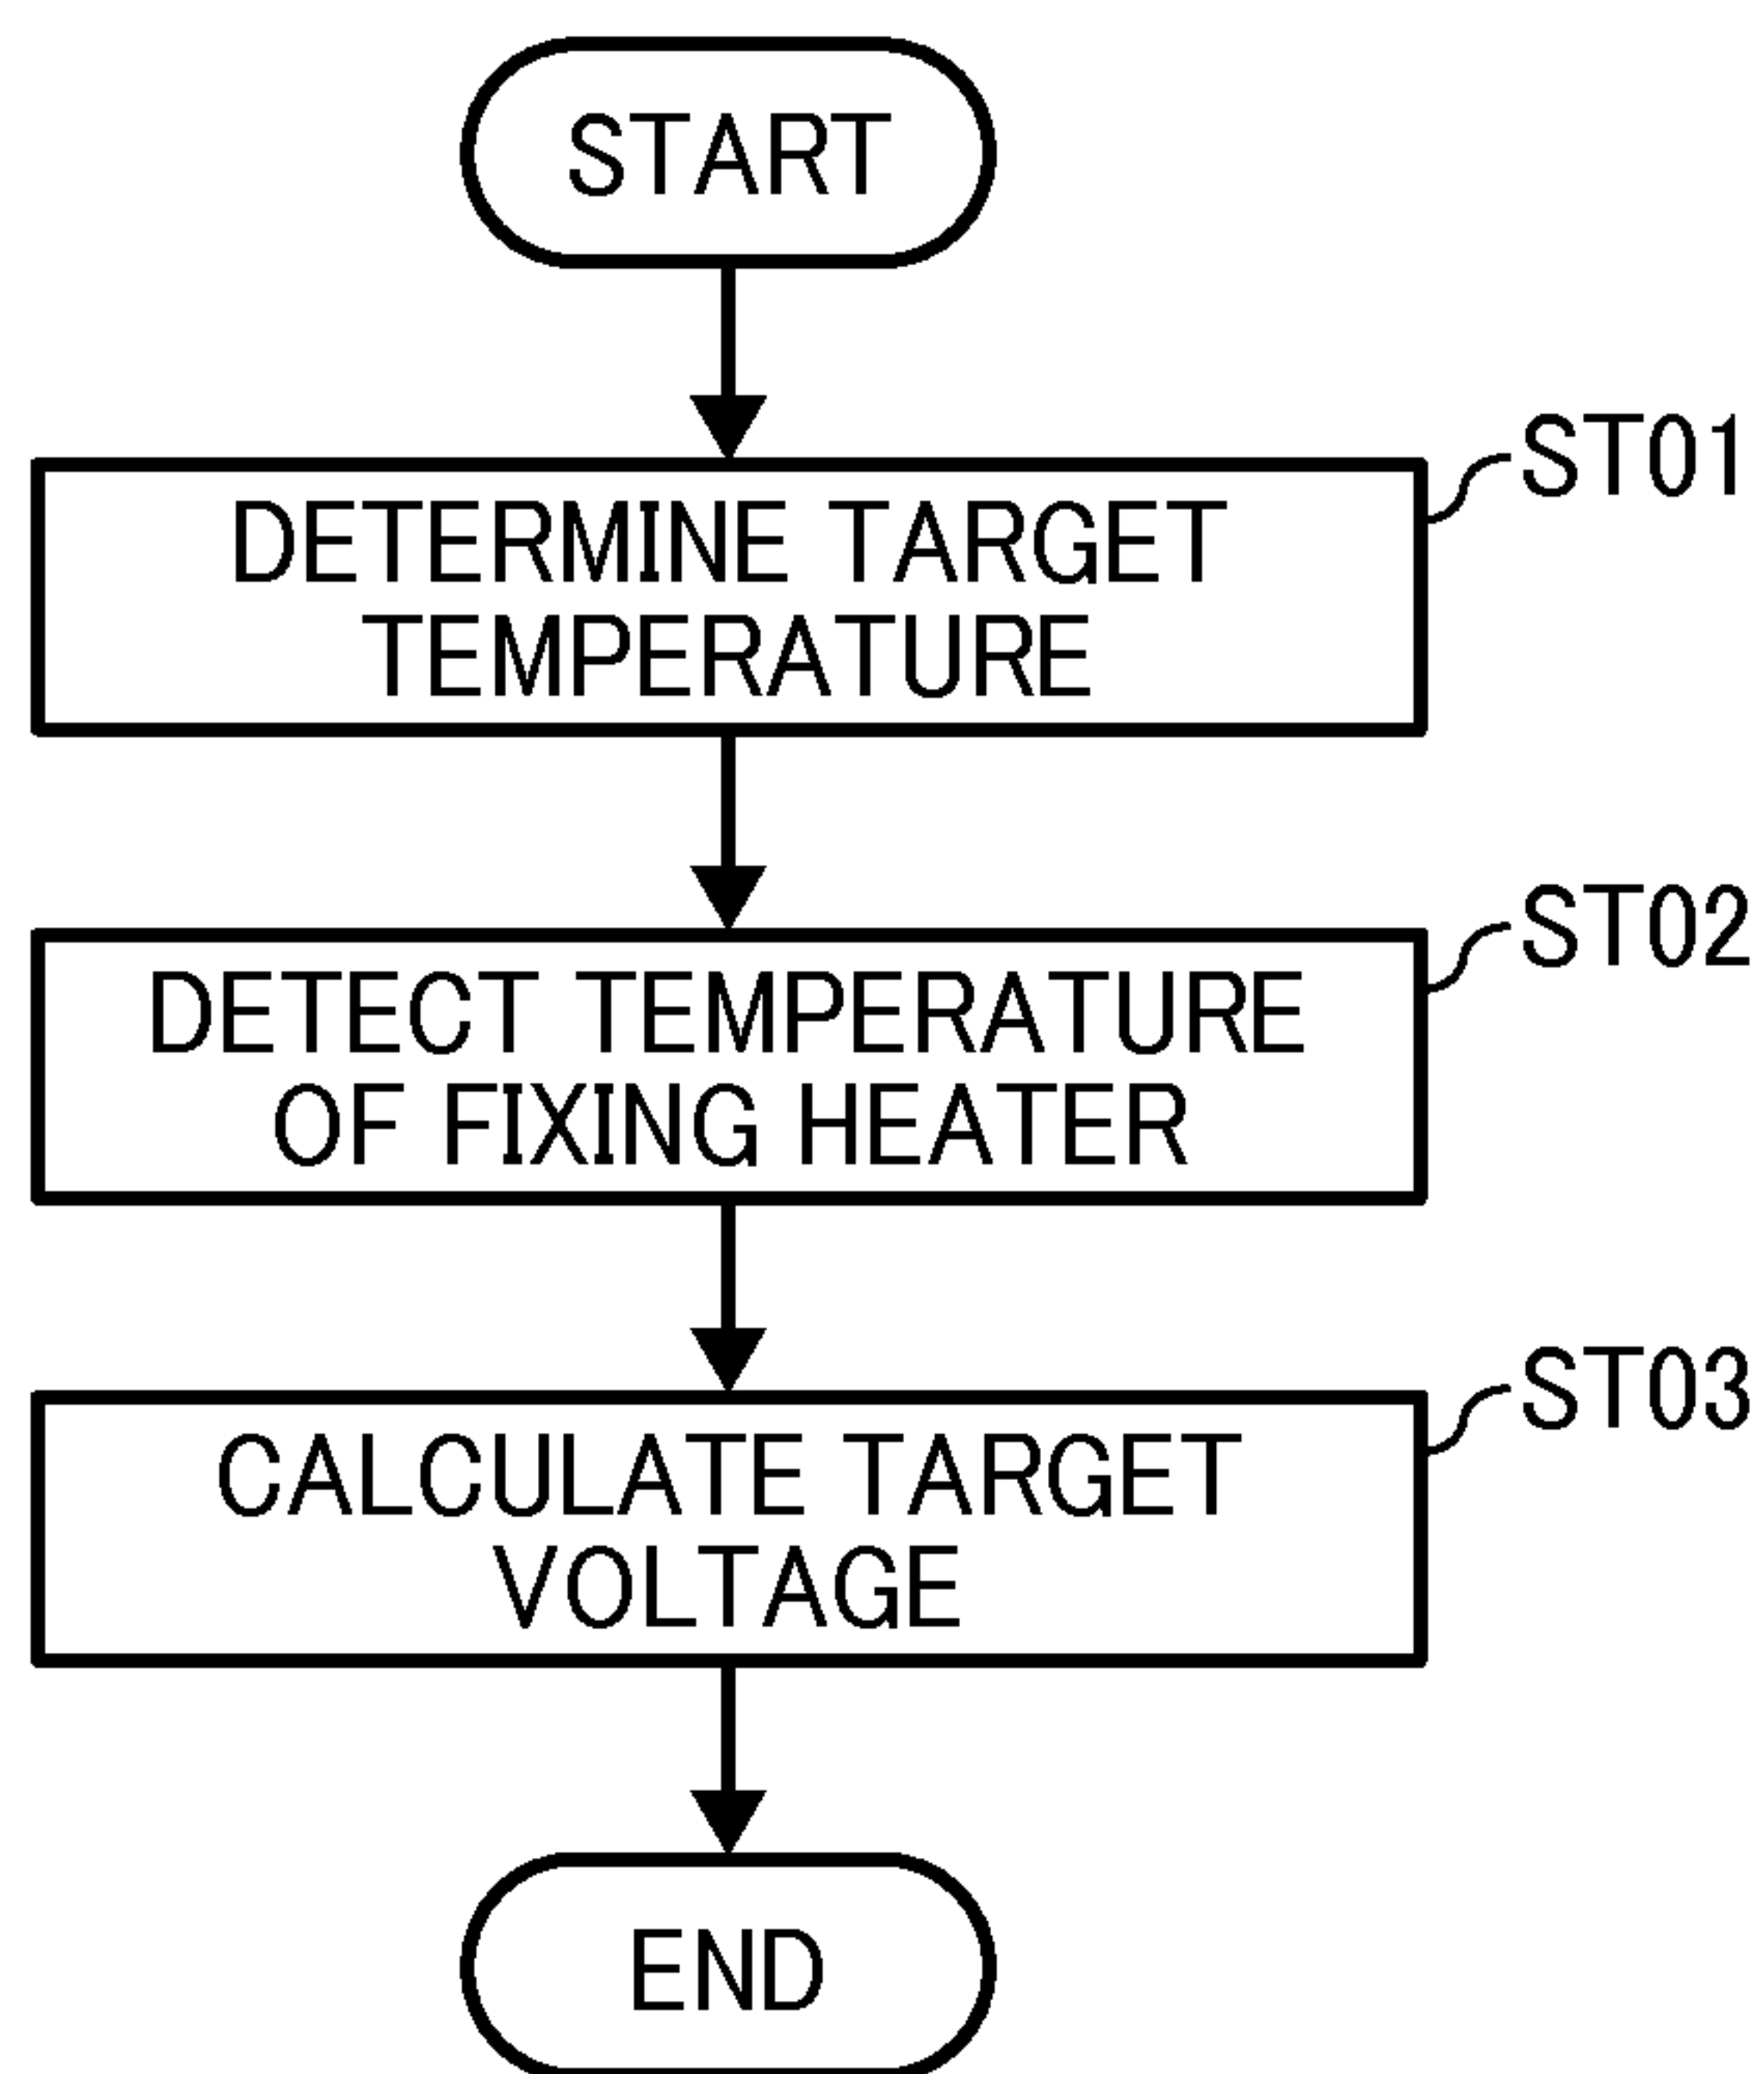 START
ST01
DETERMINE TARGET
TEMPERATURE
ST02
DETECT TEMPERATURE
OF FIXING HEATER
ST03
CALCULATE TARGET
VOLTAGE
END